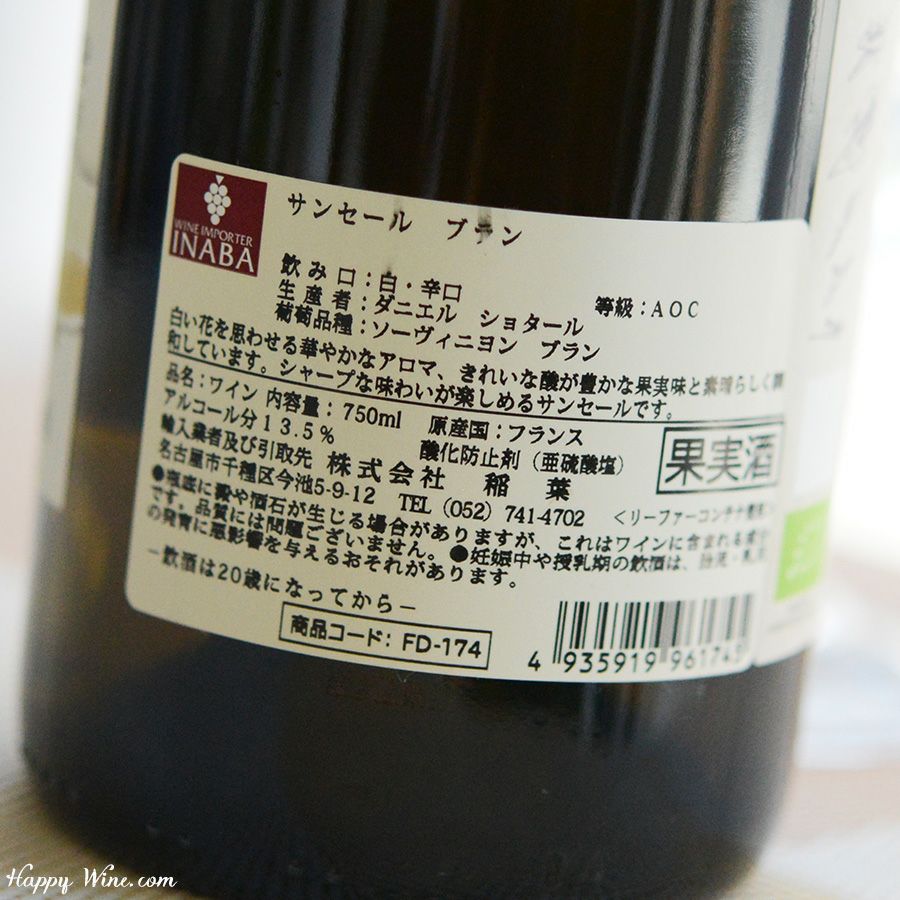 WINE IMPORTER
INABA
サンセール ブラン
飲み口:白・辛口 等級:AOC
生産者:ダニエル ショタール
葡萄品種:ソーヴィニヨン ブラン
白い花を思わせる華やかなアロマ、きれいな酸が豊かな果実味と素晴らしく調
和しています。シャープな味わいが楽しめるサンセールです。
品名:ワイン 内容量:750ml 原産国:フランス
アルコール分13.5% 酸化防止剤(亜硫酸塩)
果実酒
輸入業者及び引取先 株式会社 稲葉
名古屋市千種区今池5-9-12 TEL(052)741-4702 <リーファーコンテナ使用>
●瓶底に澱や酒石が生じる場合がありますが、これはワインに含まれる成分
です。品質には問題ございません。●妊娠中や授乳期の飲酒は、胎児・乳児
の発育に悪影響を与えるおそれがあります。
-飲酒は20歳になってから-
商品コード:FD-174
4 935919 961745
Happy Wine.com